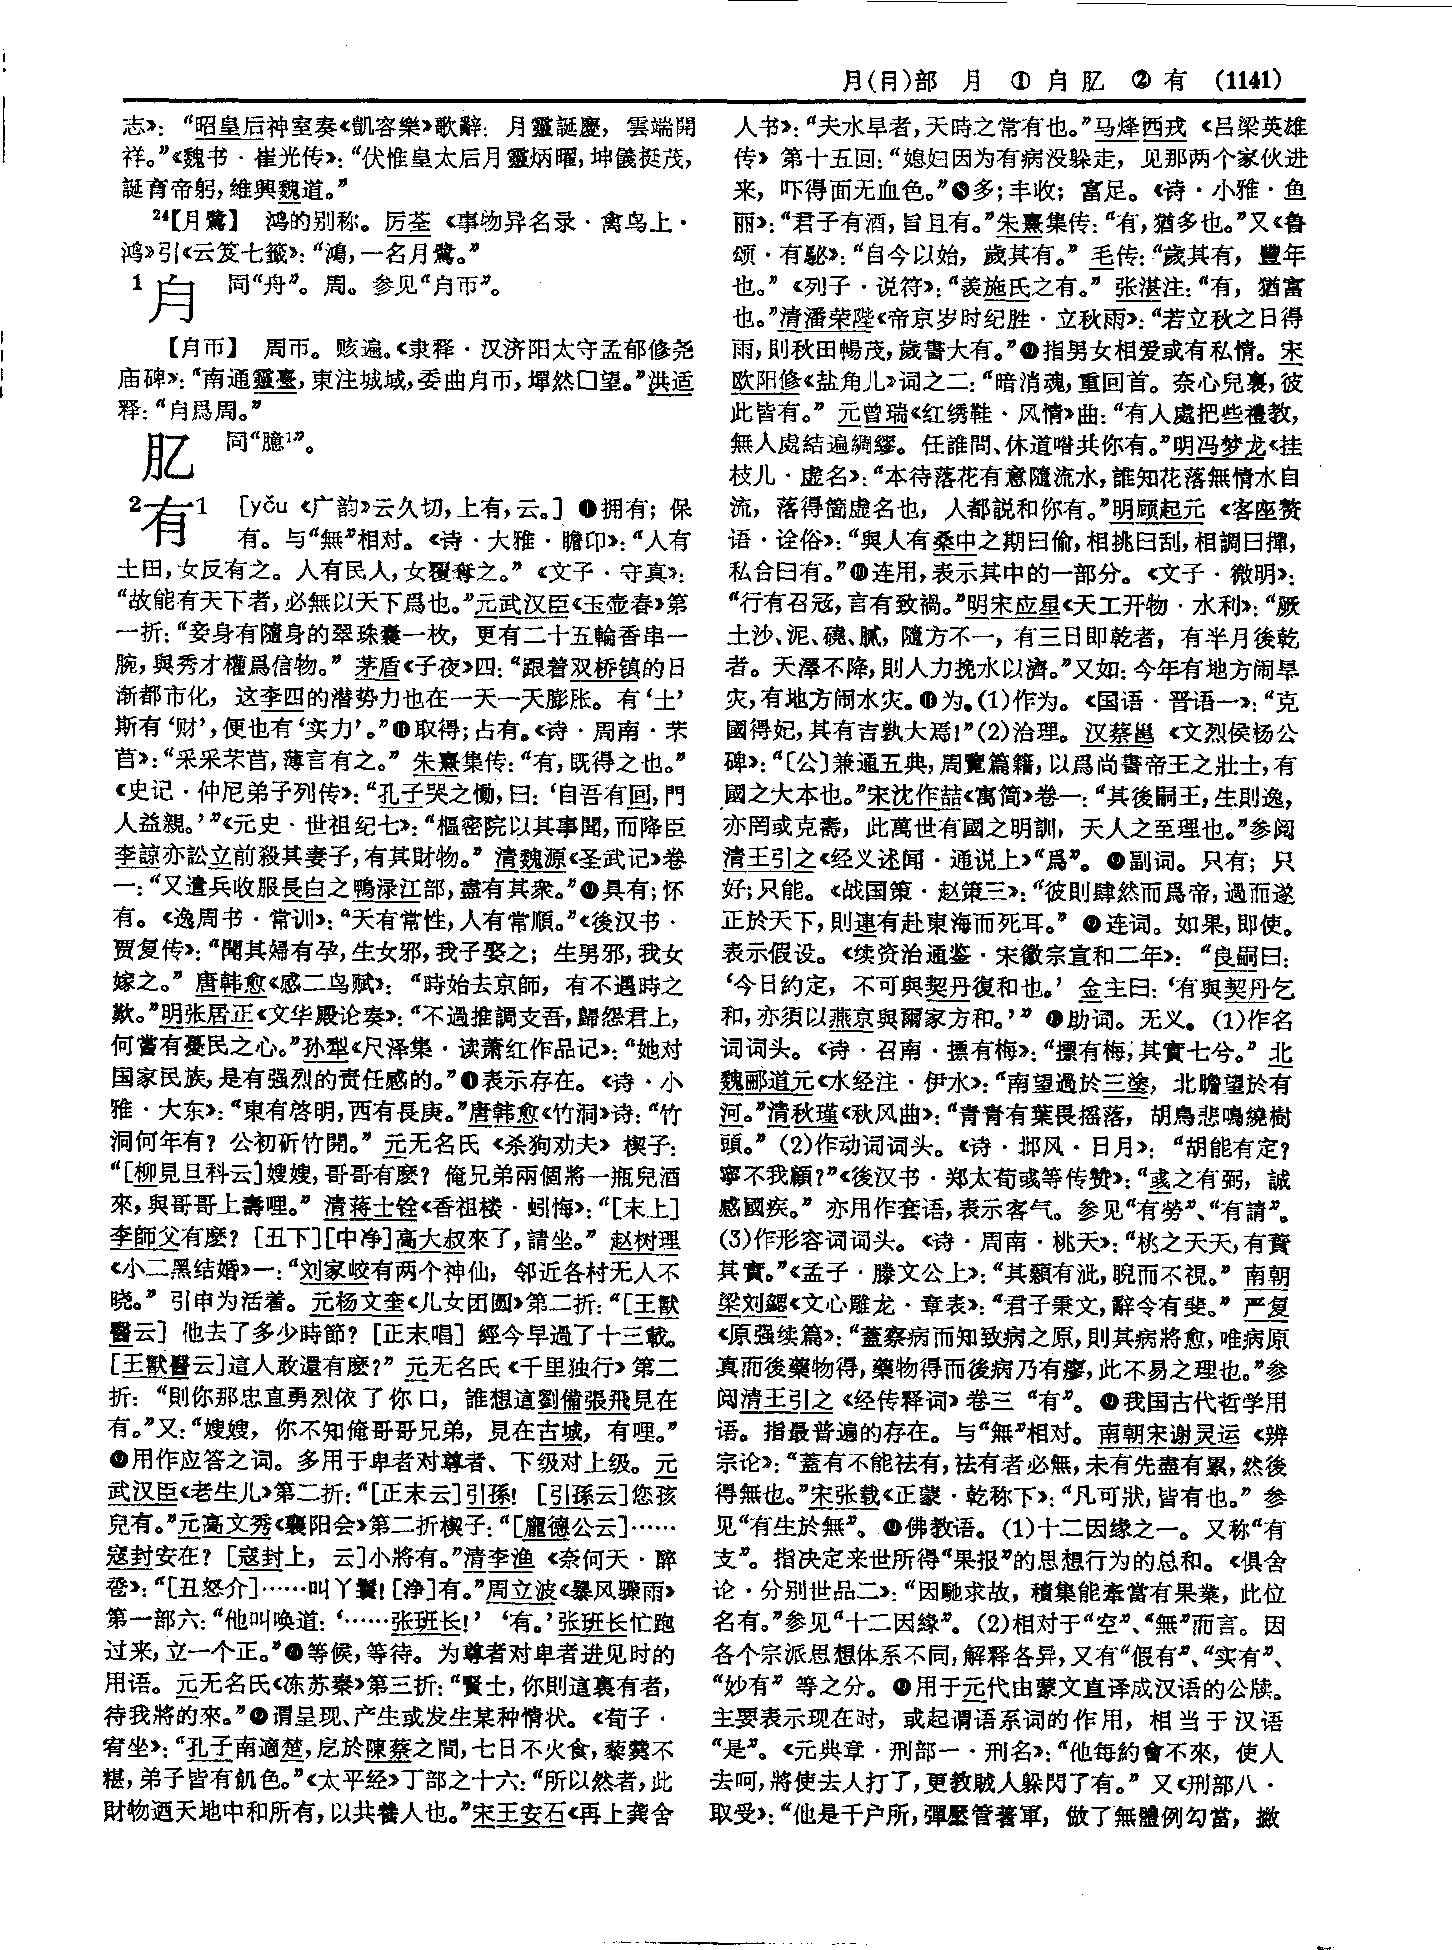 月(⺝)部 月 ① ⺼ 肊 ② 有 (1141)
志》：“昭皇后神室奏《凱容樂》歌辭：月靈誕慶，雲端開
祥。”《魏书·崔光传》：“伏惟皇太后月靈炳曜，坤儀挺茂，
誕育帝躬，維興魏道。”
24【月鷺】 鸿的别称。厉荃《事物异名录·禽鸟上·
鸿》引《云笈七籤》：“鴻，一名月鷺。”
1 同“舟”。周。参见“币”。
【币】 周币。赅遍。《隶释·汉济阳太守孟郁修尧
庙碑》：“南通靈臺，東注城域，委曲币，墠然囗望。”洪适
释：“爲周。”
肊 同“臆1”。
2有1 [yǒu《广韵》云久切，上有，云。] ❶拥有；保
有。与“無”相对。《诗·大雅·瞻卬》：“人有
土田，女反有之。人有民人，女覆奪之。”《文子·守真》：
“故能有天下者，必無以天下爲也。”元武汉臣《玉壶春》第
一折：“妾身有隨身的翠珠囊一枚，更有二十五輪香串一
腕，與秀才權爲信物。”茅盾《子夜》四：“跟着双桥镇的日
渐都市化，这李四的潜势力也在一天一天膨胀。有‘土’
斯有‘财’，便也有‘实力’。”❷取得；占有。《诗·周南·芣
苢》：“采采芣苢，薄言有之。”朱熹集传：“有，既得之也。”
《史记·仲尼弟子列传》：“孔子哭之慟，曰：‘自吾有回，門
人益親。’”《元史·世祖纪七》：“樞密院以其事聞，而降臣
李諒亦訟立前殺其妻子，有其財物。”清魏源《圣武记》卷
一：“又遣兵收服長白之鴨渌江部，盡有其衆。”❸具有；怀
有。《逸周书·常训》：“天有常性，人有常順。”《後汉书·
贾复传》：“聞其婦有孕，生女邪，我子娶之；生男邪，我女
嫁之。”唐韩愈《感二鸟赋》：“時始去京師，有不遇時之
歎。”明张居正《文华殿论奏》：“不過推調支吾，歸怨君上，
何嘗有憂民之心。”孙犁《尺泽集·读萧红作品记》：“她对
国家民族，是有强烈的责任感的。”❹表示存在。《诗·小
雅·大东》：“東有啓明，西有長庚。”唐韩愈《竹洞》诗：“竹
洞何年有？公初斫竹開。”元无名氏《杀狗劝夫》楔子：
“[柳見旦科云]嫂嫂，哥哥有麽？俺兄弟兩個將一瓶兒酒
來，與哥哥上壽哩。”清蒋士铨《香祖楼·蚓悔》：“[末上]
李師父有麽？[丑下][中净]高大叔來了，請坐。”赵树理
《小二黑结婚》一：“刘家峧有两个神仙，邻近各村无人不
晓。”引申为活着。元杨文奎《儿女团圆》第二折：“[王獸
醫云]他去了多少時節？[正末唱]經今早過了十三載。
[王獸醫云]這人敢還有麽？”元无名氏《千里独行》第二
折：“則你那忠直勇烈依了你口，誰想道劉備張飛見在
有。”又：“嫂嫂，你不知俺哥哥兄弟，見在古城，有哩。”
❺用作应答之词。多用于卑者对尊者、下级对上级。元
武汉臣《老生儿》第二折：“[正末云]引孫！[引孫云]您孩
兒有。”元高文秀《襄阳会》第二折楔子：“[龐德公云]……
寇封安在？[寇封上，云]小將有。”清李渔《奈何天·醉
卺》：“[丑怒介]……叫丫鬟！[净]有。”周立波《暴风骤雨》
第一部六：“他叫唤道：‘……张班长！’‘有。’张班长忙跑
过来，立一个正。”❻等候，等待。为尊者对卑者进见时的
用语。元无名氏《冻苏秦》第三折：“賢士，你則這裏有者，
待我將的來。”❼谓呈现、产生或发生某种情状。《荀子·
宥坐》：“孔子南適楚，戹於陳蔡之間，七日不火食，藜羹不
糂，弟子皆有飢色。”《太平经》丁部之十六：“所以然者，此
財物迺天地中和所有，以共養人也。”宋王安石《再上龚舍
人书》：“夫水旱者，天時之常有也。”马烽西戎《吕梁英雄
传》第十五回：“媳妇因为有病没躲走，见那两个家伙进
来，吓得面无血色。”❽多；丰收；富足。《诗·小雅·鱼
丽》：“君子有酒，旨且有。”朱熹集传：“有，猶多也。”又《鲁
颂·有駜》：“自今以始，歲其有。”毛传：“歲其有，豐年
也。”《列子·说符》：“羨施氏之有。”张湛注：“有，猶富
也。”清潘荣陛《帝京岁时纪胜·立秋雨》：“若立秋之日得
雨，則秋田暢茂，歲書大有。”❾指男女相爱或有私情。宋
欧阳修《盐角儿》词之二：“暗消魂，重回首。奈心兒裏，彼
此皆有。”元曾瑞《红绣鞋·风情》曲：“有人處把些禮教，
無人處結遍綢繆。任誰問、休道咱共你有。”明冯梦龙《挂
枝儿·虚名》：“本待落花有意隨流水，誰知花落無情水自
流，落得箇虚名也，人都説和你有。”明顾起元《客座赘
语·诠俗》：“與人有桑中之期曰偷，相挑曰刮，相調曰撣，
私合曰有。”❿连用，表示其中的一部分。《文子·微明》：
“行有召寇，言有致禍。”明宋应星《天工开物·水利》：“厥
土沙、泥、磽、膩，隨方不一，有三日即乾者，有半月後乾
者。天澤不降，則人力挽水以濟。”又如：今年有地方闹旱
灾，有地方闹水灾。⓫为。(1)作为。《国语·晋语一》：“克
國得妃，其有吉孰大焉！”(2)治理。汉蔡邕《文烈侯杨公
碑》：“[公]兼通五典，周覽篇籍，以爲尚書帝王之壯士，有
國之大本也。”宋沈作喆《寓简》卷一：“其後嗣王，生則逸，
亦罔或克壽，此萬世有國之明訓，天人之至理也。”参阅
清王引之《经义述闻·通说上》“爲”。⓬副词。只有；只
好；只能。《战国策·赵策三》：“彼則肆然而爲帝，過而遂
正於天下，則連有赴東海而死耳。”⓭连词。如果，即使。
表示假设。《续资治通鉴·宋徽宗宣和二年》：“良嗣曰：
‘今日約定，不可與契丹復和也。’金主曰：‘有與契丹乞
和，亦須以燕京與爾家方和。’”⓮助词。无义。(1)作名
词词头。《诗·召南·摽有梅》：“摽有梅，其實七兮。”北
魏郦道元《水经注·伊水》：“南望過於三塗，北瞻望於有
河。”清秋瑾《秋风曲》：“青青有葉畏摇落，胡鳥悲鳴繞樹
頭。”(2)作动词词头。《诗·邶风·日月》：“胡能有定？
寧不我顧？”《後汉书·郑太荀彧等传赞》：“彧之有弼，誠
感國疾。”亦用作套语，表示客气。参见“有勞”、“有請”。
(3)作形容词词头。《诗·周南·桃夭》：“桃之夭夭，有蕡
其實。”《孟子·滕文公上》：“其顙有泚，睨而不視。”南朝
梁刘勰《文心雕龙·章表》：“君子秉文，辭令有斐。”严复
《原强续篇》：“蓋察病而知致病之原，則其病將愈，唯病原
真而後藥物得，藥物得而後病乃有瘳，此不易之理也。”参
阅清王引之《经传释词》卷三“有”。⓯我国古代哲学用
语。指最普遍的存在。与“無”相对。南朝宋谢灵运《辨
宗论》：“蓋有不能祛有，祛有者必無，未有先盡有累，然後
得無也。”宋张载《正蒙·乾称下》：“凡可狀，皆有也。”参
见“有生於無”。⓰佛教语。(1)十二因缘之一。又称“有
支”。指决定来世所得“果报”的思想行为的总和。《俱舍
论·分别世品二》：“因馳求故，積集能牽當有果業，此位
名有。”参见“十二因緣”。(2)相对于“空”、“無”而言。因
各个宗派思想体系不同，解释各异，又有“假有”、“实有”、
“妙有”等之分。⓱用于元代由蒙文直译成汉语的公牍。
主要表示现在时，或起谓语系词的作用，相当于汉语
“是”。《元典章·刑部一·刑名》：“他每約會不來，使人
去呵，將使去人打了，更教賊人躲閃了有。”又《刑部八·
取受》：“他是千户所，彈壓管著軍，做了無體例勾當，撇